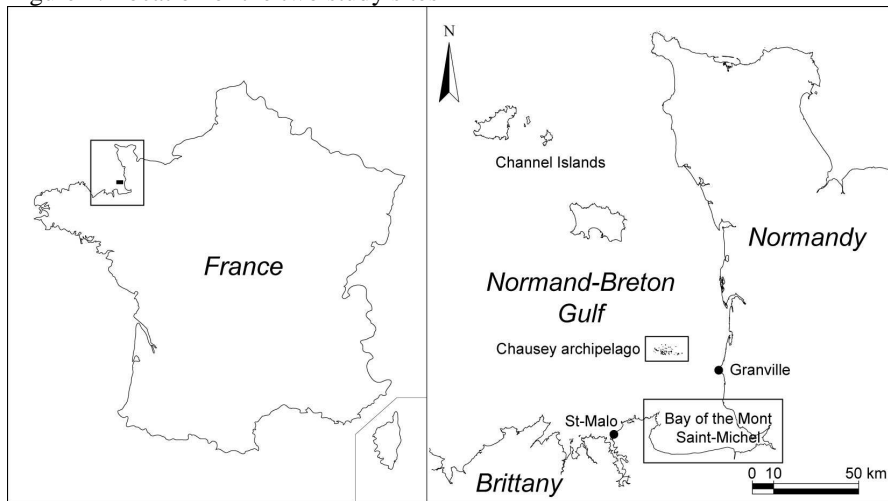 Figure Location of the two study sites
France
N
Channel Islands
Normandy
Normand-Breton
Gulf
Chausey archipelago
Granville
St-Malo
Bay of the Mont
Saint-Michel
Brittany
0 10 50 km